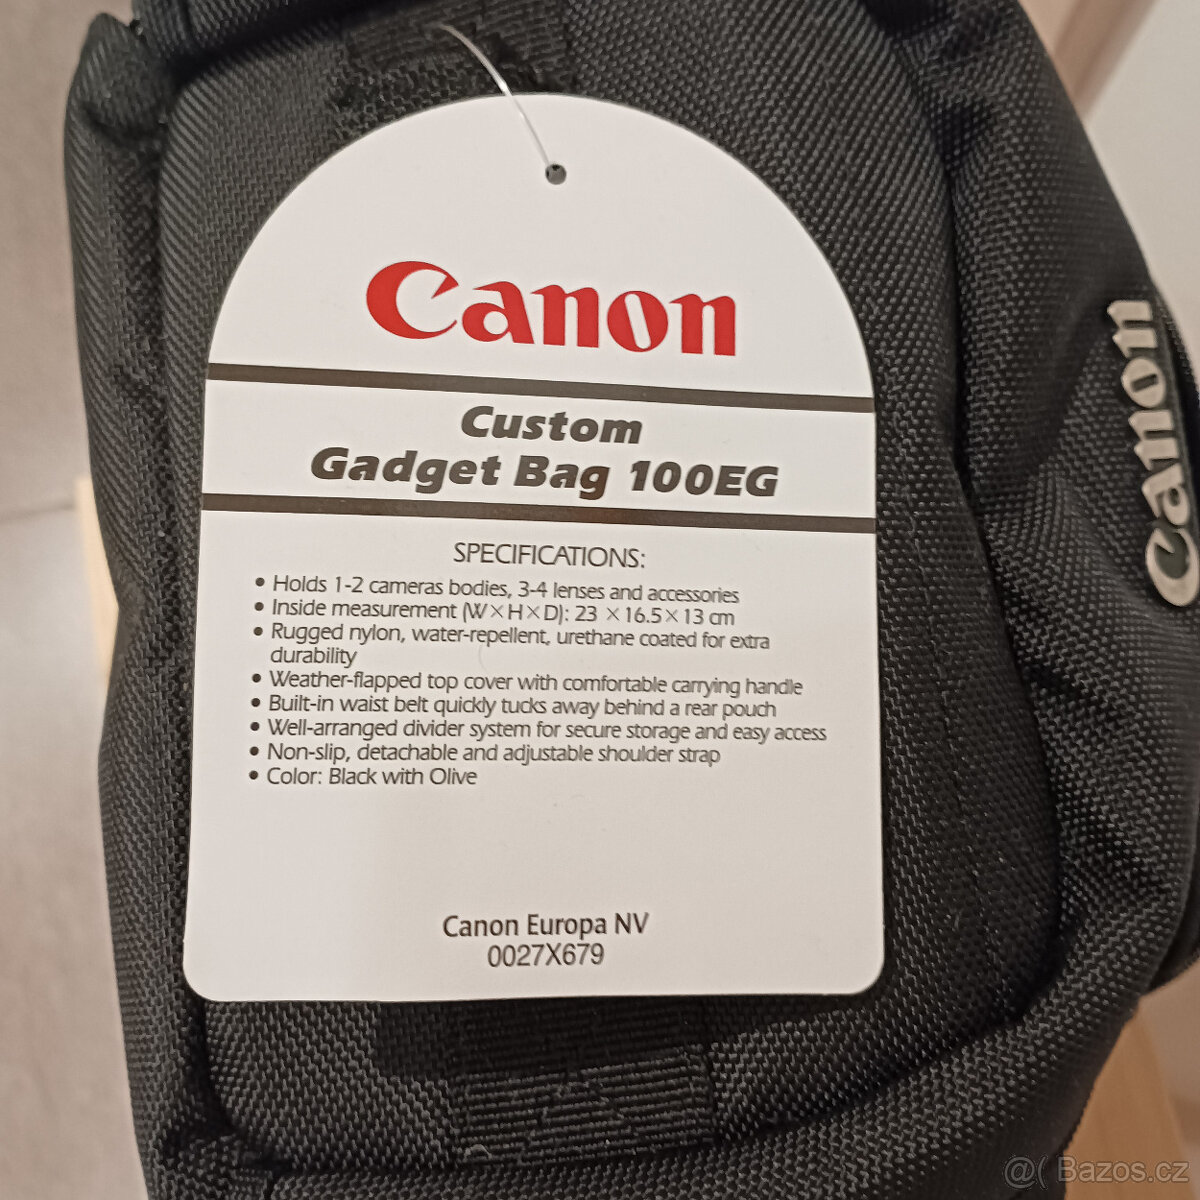 Canon
Custom
Gadget Bag 100EG
SPECIFICATIONS:
• Holds 1-2 cameras bodies, 3-4 lenses and accessories
• Inside measurement (W×H×D): 23 × 16.5 × 13 cm
• Rugged nylon, water-repellent, urethane coated for extra
durability
• Weather-flapped top cover with comfortable carrying handle
• Built-in waist belt quickly tucks away behind a rear pouch
• Well-arranged divider system for secure storage and easy access
• Non-slip, detachable and adjustable shoulder strap
• Color: Black with Olive
Canon Europa NV
0027X679
Canon
@( Bazos.cz